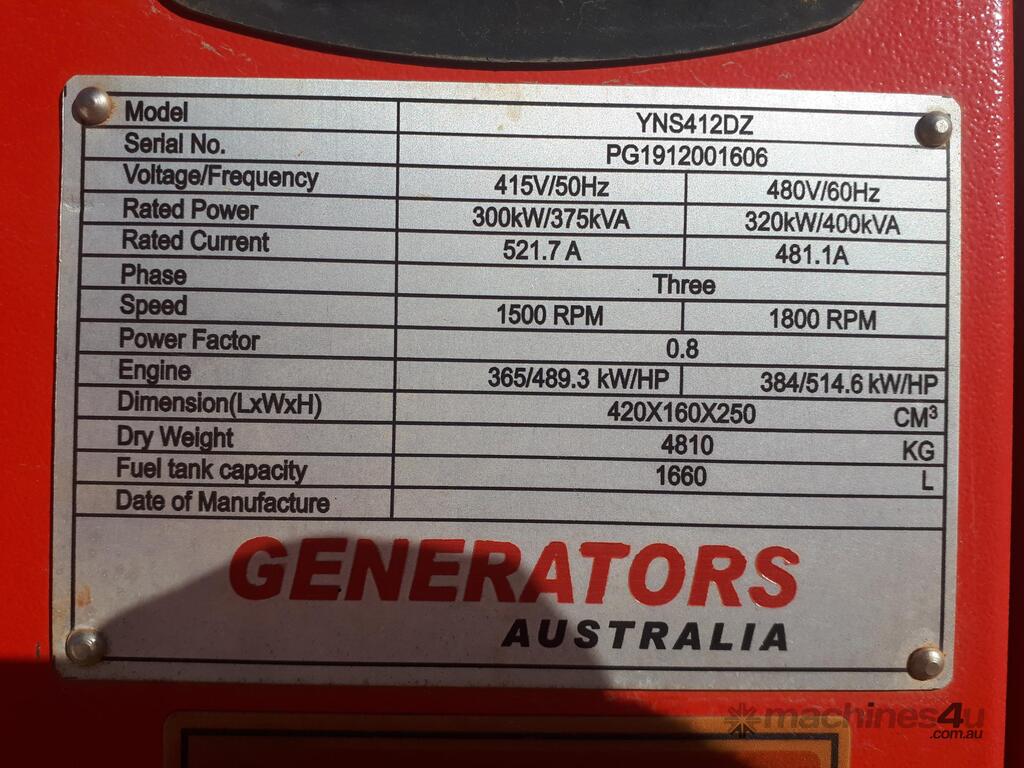 Model YNS412DZ
Serial No. PG1912001606
Voltage/Frequency 415V/50Hz 480V/60Hz
Rated Power 300kW/375kVA 320kW/400kVA
Rated Current 521.7 A 481.1A
Phase Three
Speed 1500 RPM 1800 RPM
Power Factor 0.8
Engine 365/489.3 kW/HP 384/514.6 kW/HP
Dimension(LxWxH) 420X160X250 CM³
Dry Weight 4810 KG
Fuel tank capacity 1660 L
Date of Manufacture
GENERATORS
AUSTRALIA
machines4u
.com.au